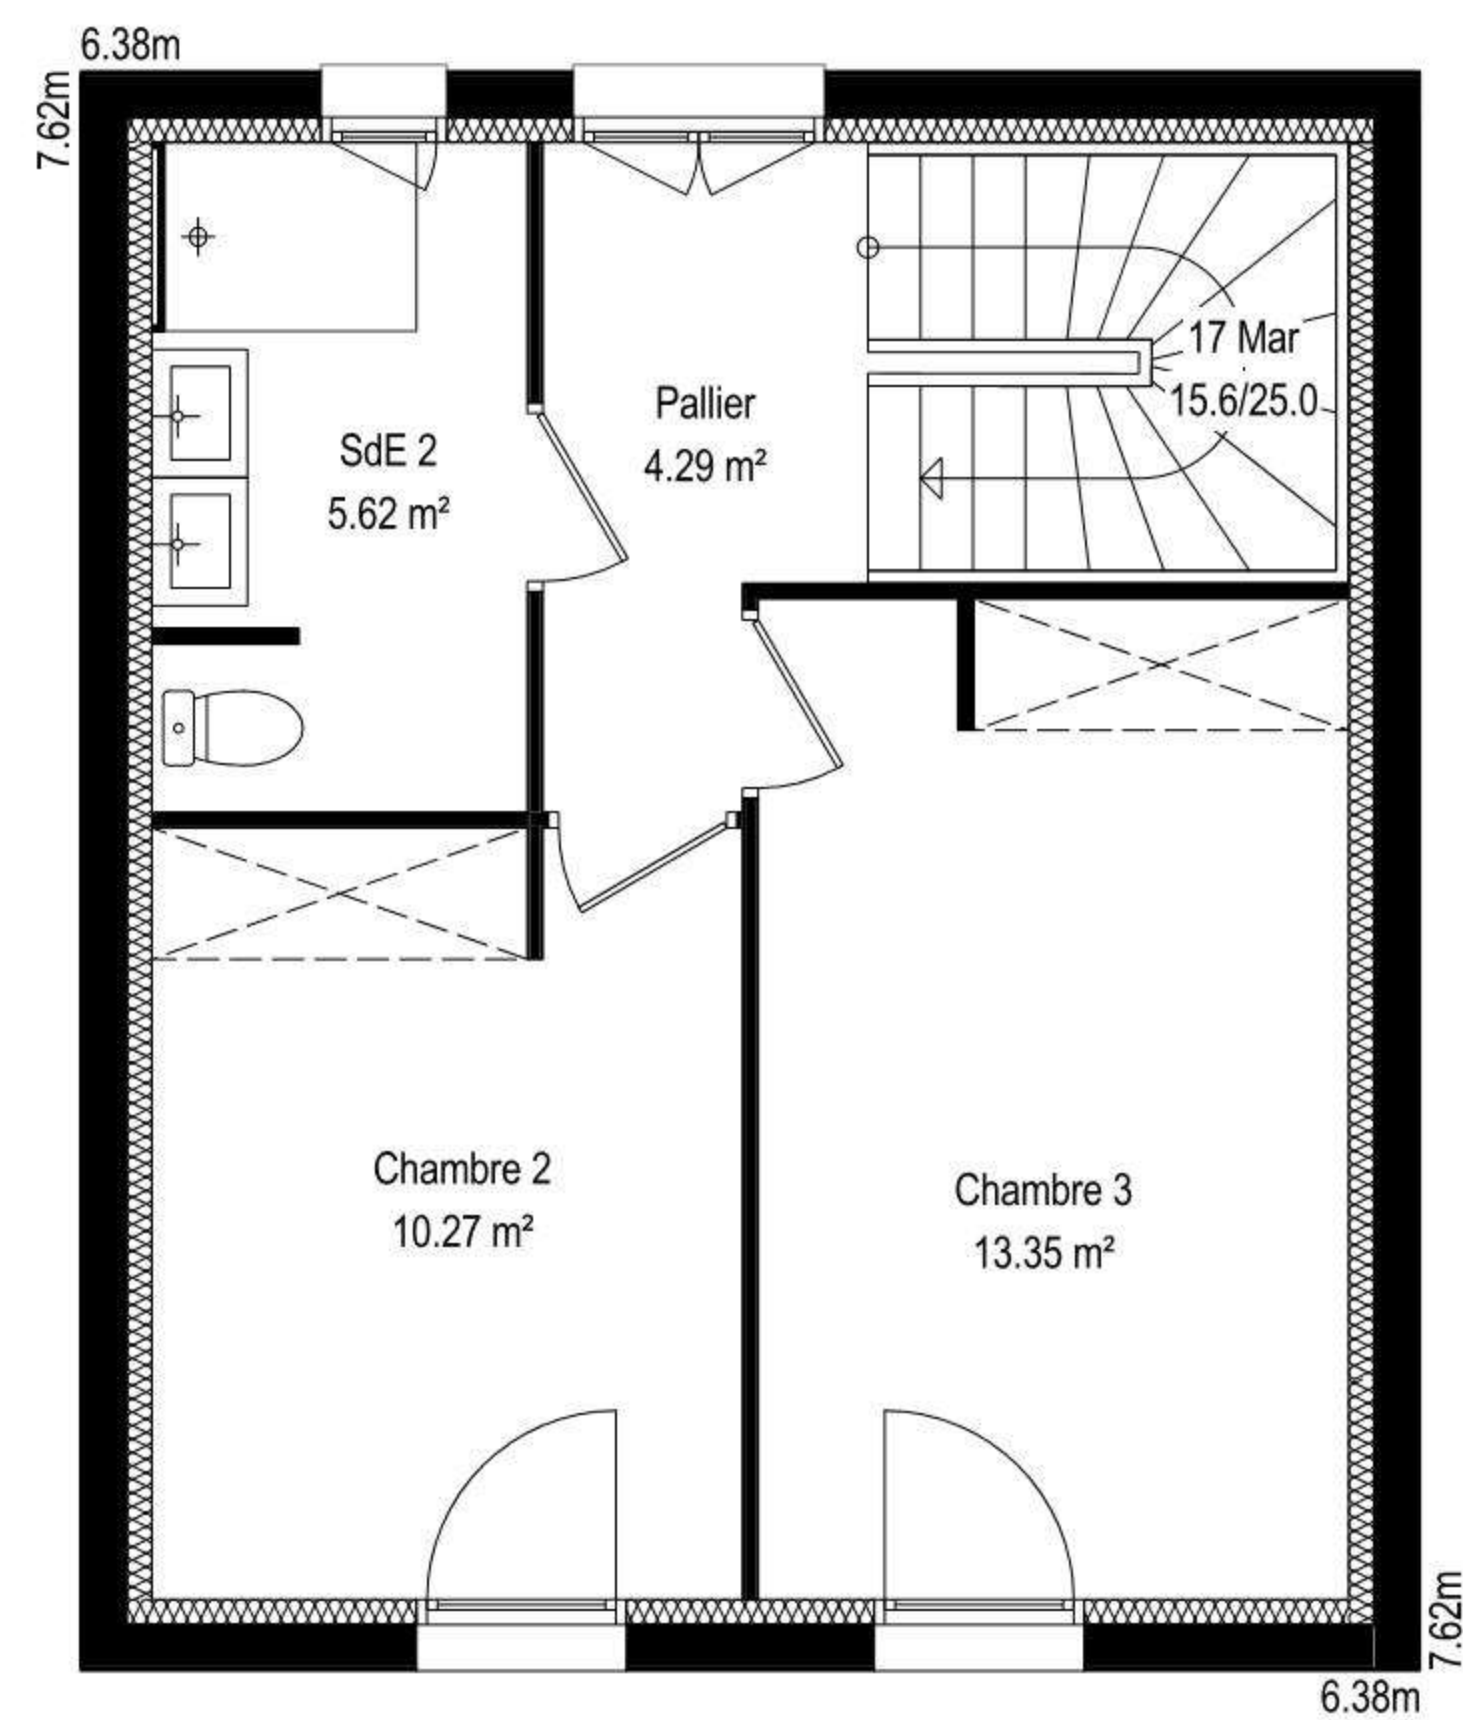 6.38m
7.62m
17 Mar
15.6/25.0
Pallier
4.29 m²
SdE 2
5.62 m²
Chambre 2
10.27 m²
Chambre 3
13.35 m²
7.62m
6.38m